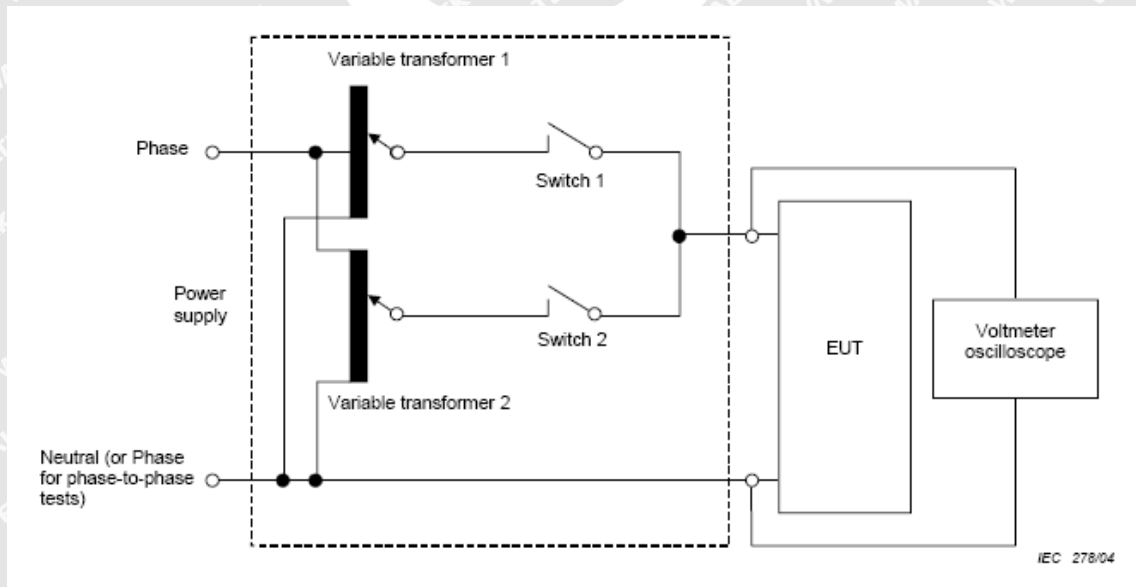 Variable transformer 1
Phase
Switch 1
Power
supply
Switch 2
EUT
Voltmeter
oscilloscope
Variable transformer 2
Neutral (or Phase
for phase-to-phase
tests)
IEC 278/04